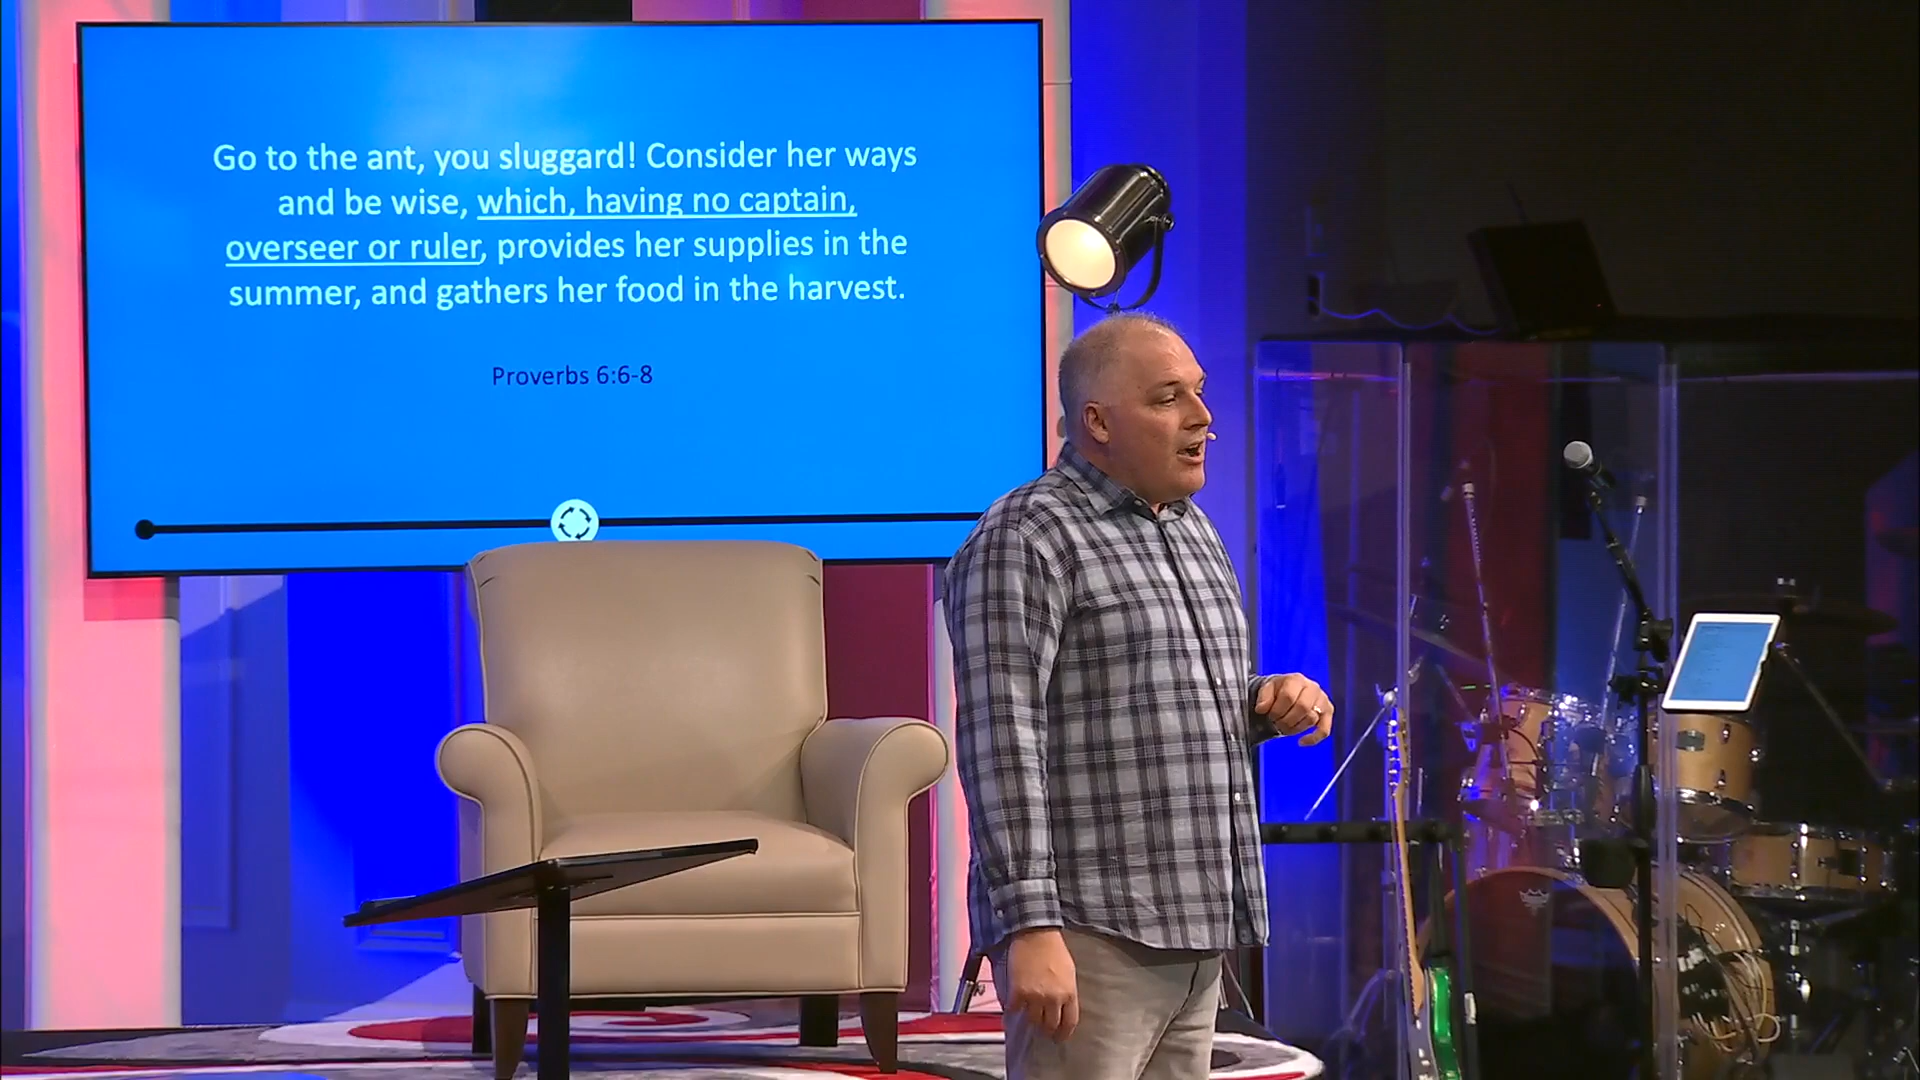 Go to the ant, you sluggard! Consider her ways
and be wise, which, having no captain,
overseer or ruler, provides her supplies in the
summer, and gathers her food in the harvest.
Proverbs 6:6-8